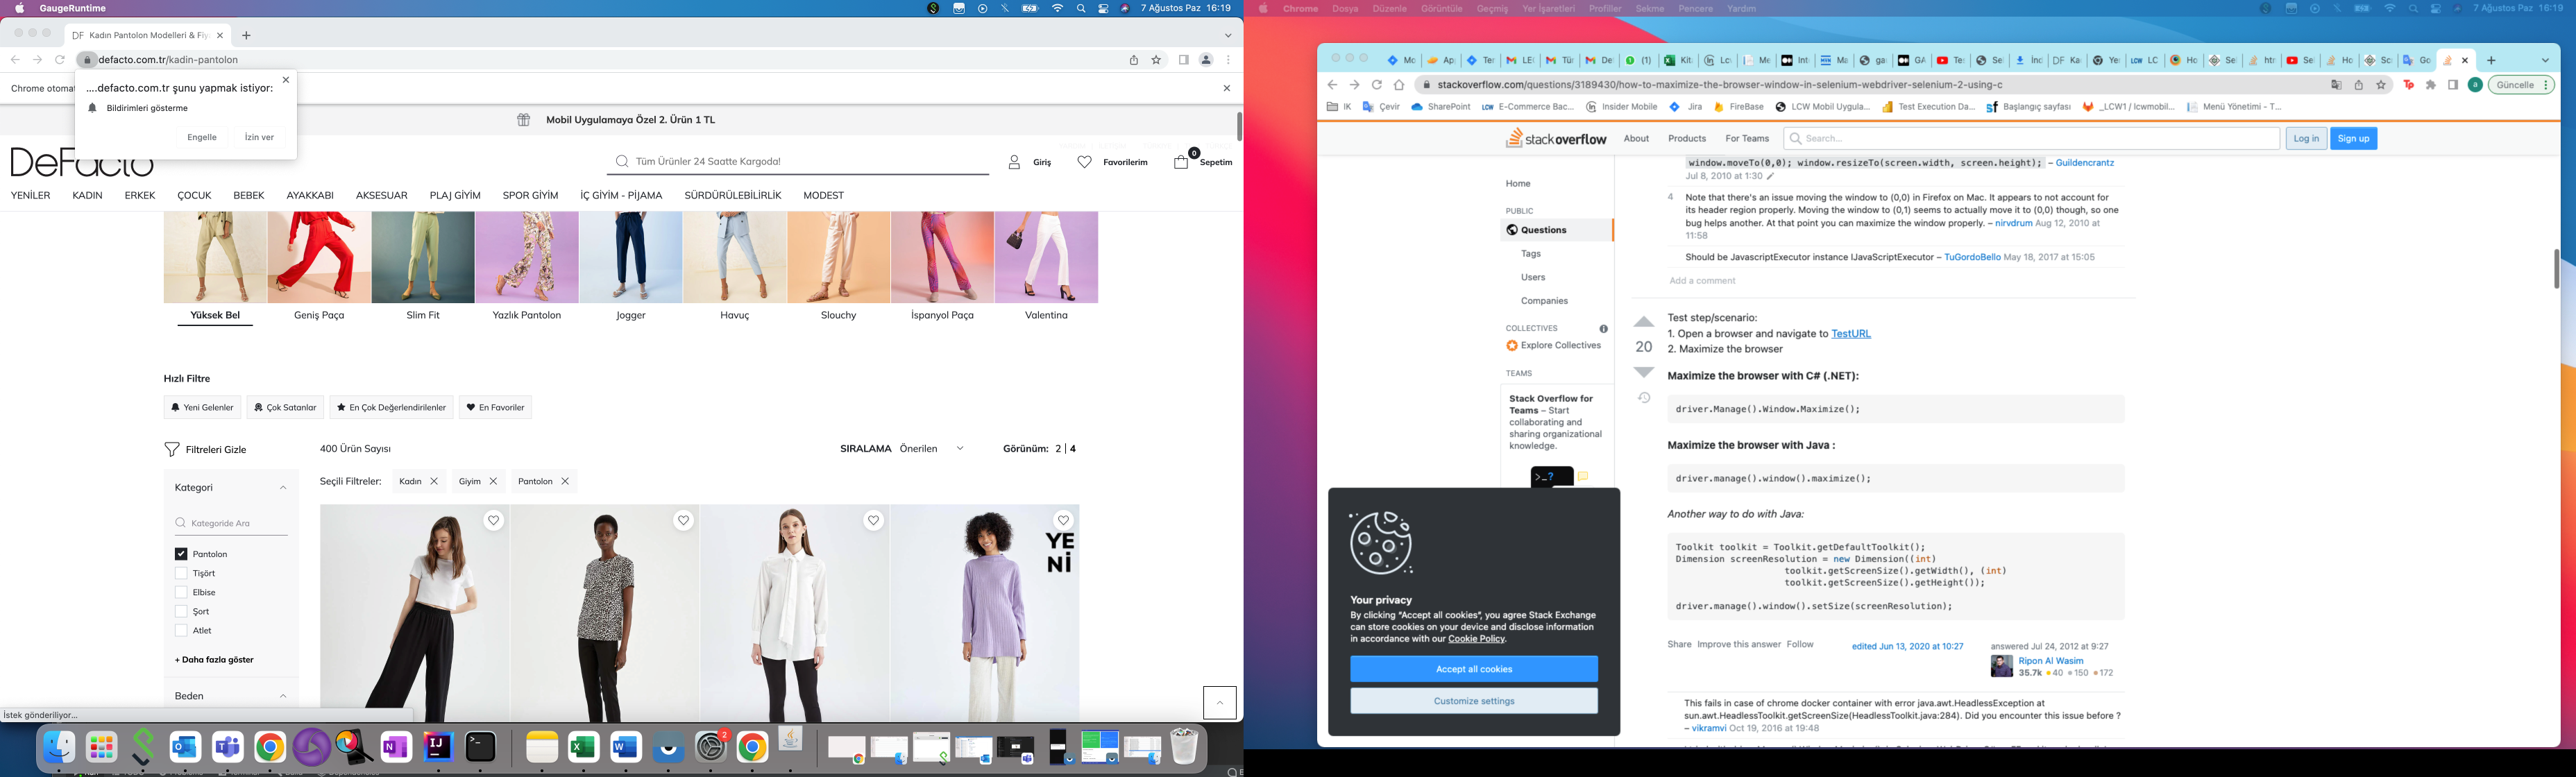 GaugeRuntime
7 Ağustos Paz 16:19
DF Kadın Pantolon Modelleri & Fiy
defacto.com.tr/kadin-pantolon
Chrome otomat
....defacto.com.tr şunu yapmak istiyor:
Bildirimleri gösterme
Engelle İzin ver
Mobil Uygulamaya Özel 2. Ürün 1 TL
DeFacto
Tüm Ürünler 24 Saatte Kargoda!
Giriş Favorilerim 0 Sepetim
YENİLER KADIN ERKEK ÇOCUK BEBEK AYAKKABI AKSESUAR PLAJ GİYİM SPOR GİYİM İÇ GİYİM - PİJAMA SÜRDÜRÜLEBİLİRLİK MODEST
Yüksek Bel Geniş Paça Slim Fit Yazlık Pantolon Jogger Havuç Slouchy İspanyol Paça Valentina
Hızlı Filtre
Yeni Gelenler Çok Satanlar En Çok Değerlendirilenler En Favoriler
Filtreleri Gizle 400 Ürün Sayısı SIRALAMA Önerilen Görünüm: 2 | 4
Kategori
Seçili Filtreler: Kadın Giyim Pantolon
Kategoride Ara
Pantolon
Tişört
Elbise
Şort
Atlet
+ Daha fazla göster
Beden
YE
Nİ
İstek gönderiliyor...
2
Chrome Dosya Düzenle Görüntüle Geçmiş Yer İşaretleri Profiller Sekme Pencere Yardım
7 Ağustos Paz 16:19
stackoverflow.com/questions/3189430/how-to-maximize-the-browser-window-in-selenium-webdriver-selenium-2-using-c
Güncelle
IK Çevir SharePoint LCW E-Commerce Bac... Insider Mobile Jira FireBase LCW Mobil Uygula... Test Execution Da... Başlangıç sayfası _LCW1 / lcwmobil... Menü Yönetimi - T...
stackoverflow About Products For Teams Search... Log in Sign up
Home
PUBLIC
Questions
Tags
Users
Companies
COLLECTIVES
Explore Collectives
TEAMS
Stack Overflow for
Teams – Start
collaborating and
sharing organizational
knowledge.
>_?
window.moveTo(0,0); window.resizeTo(screen.width, screen.height); – Guildencrantz
Jul 8, 2010 at 1:30
4 Note that there's an issue moving the window to (0,0) in Firefox on Mac. It appears to not account for
its header region properly. Moving the window to (0,1) seems to actually move it to (0,0) though, so one
bug helps another. At that point you can maximize the window properly. – nirvdrum Aug 12, 2010 at
11:58
Should be JavascriptExecutor instance IJavaScriptExecutor – TuGordoBello May 18, 2017 at 15:05
Add a comment
20
Test step/scenario:
1. Open a browser and navigate to TestURL
2. Maximize the browser
Maximize the browser with C# (.NET):
driver.Manage().Window.Maximize();
Maximize the browser with Java :
driver.manage().window().maximize();
Another way to do with Java:
Toolkit toolkit = Toolkit.getDefaultToolkit();
Dimension screenResolution = new Dimension((int)
toolkit.getScreenSize().getWidth(), (int)
toolkit.getScreenSize().getHeight());
driver.manage().window().setSize(screenResolution);
Share Improve this answer Follow
edited Jun 13, 2020 at 10:27
answered Jul 24, 2012 at 9:27
Ripon Al Wasim
35.7k 40 150 172
This fails in case of chrome docker container with error java.awt.HeadlessException at
sun.awt.HeadlessToolkit.getScreenSize(HeadlessToolkit.java:284). Did you encounter this issue before ?
– vikramvi Oct 19, 2016 at 19:48
Your privacy
By clicking “Accept all cookies”, you agree Stack Exchange
can store cookies on your device and disclose information
in accordance with our Cookie Policy.
Accept all cookies
Customize settings